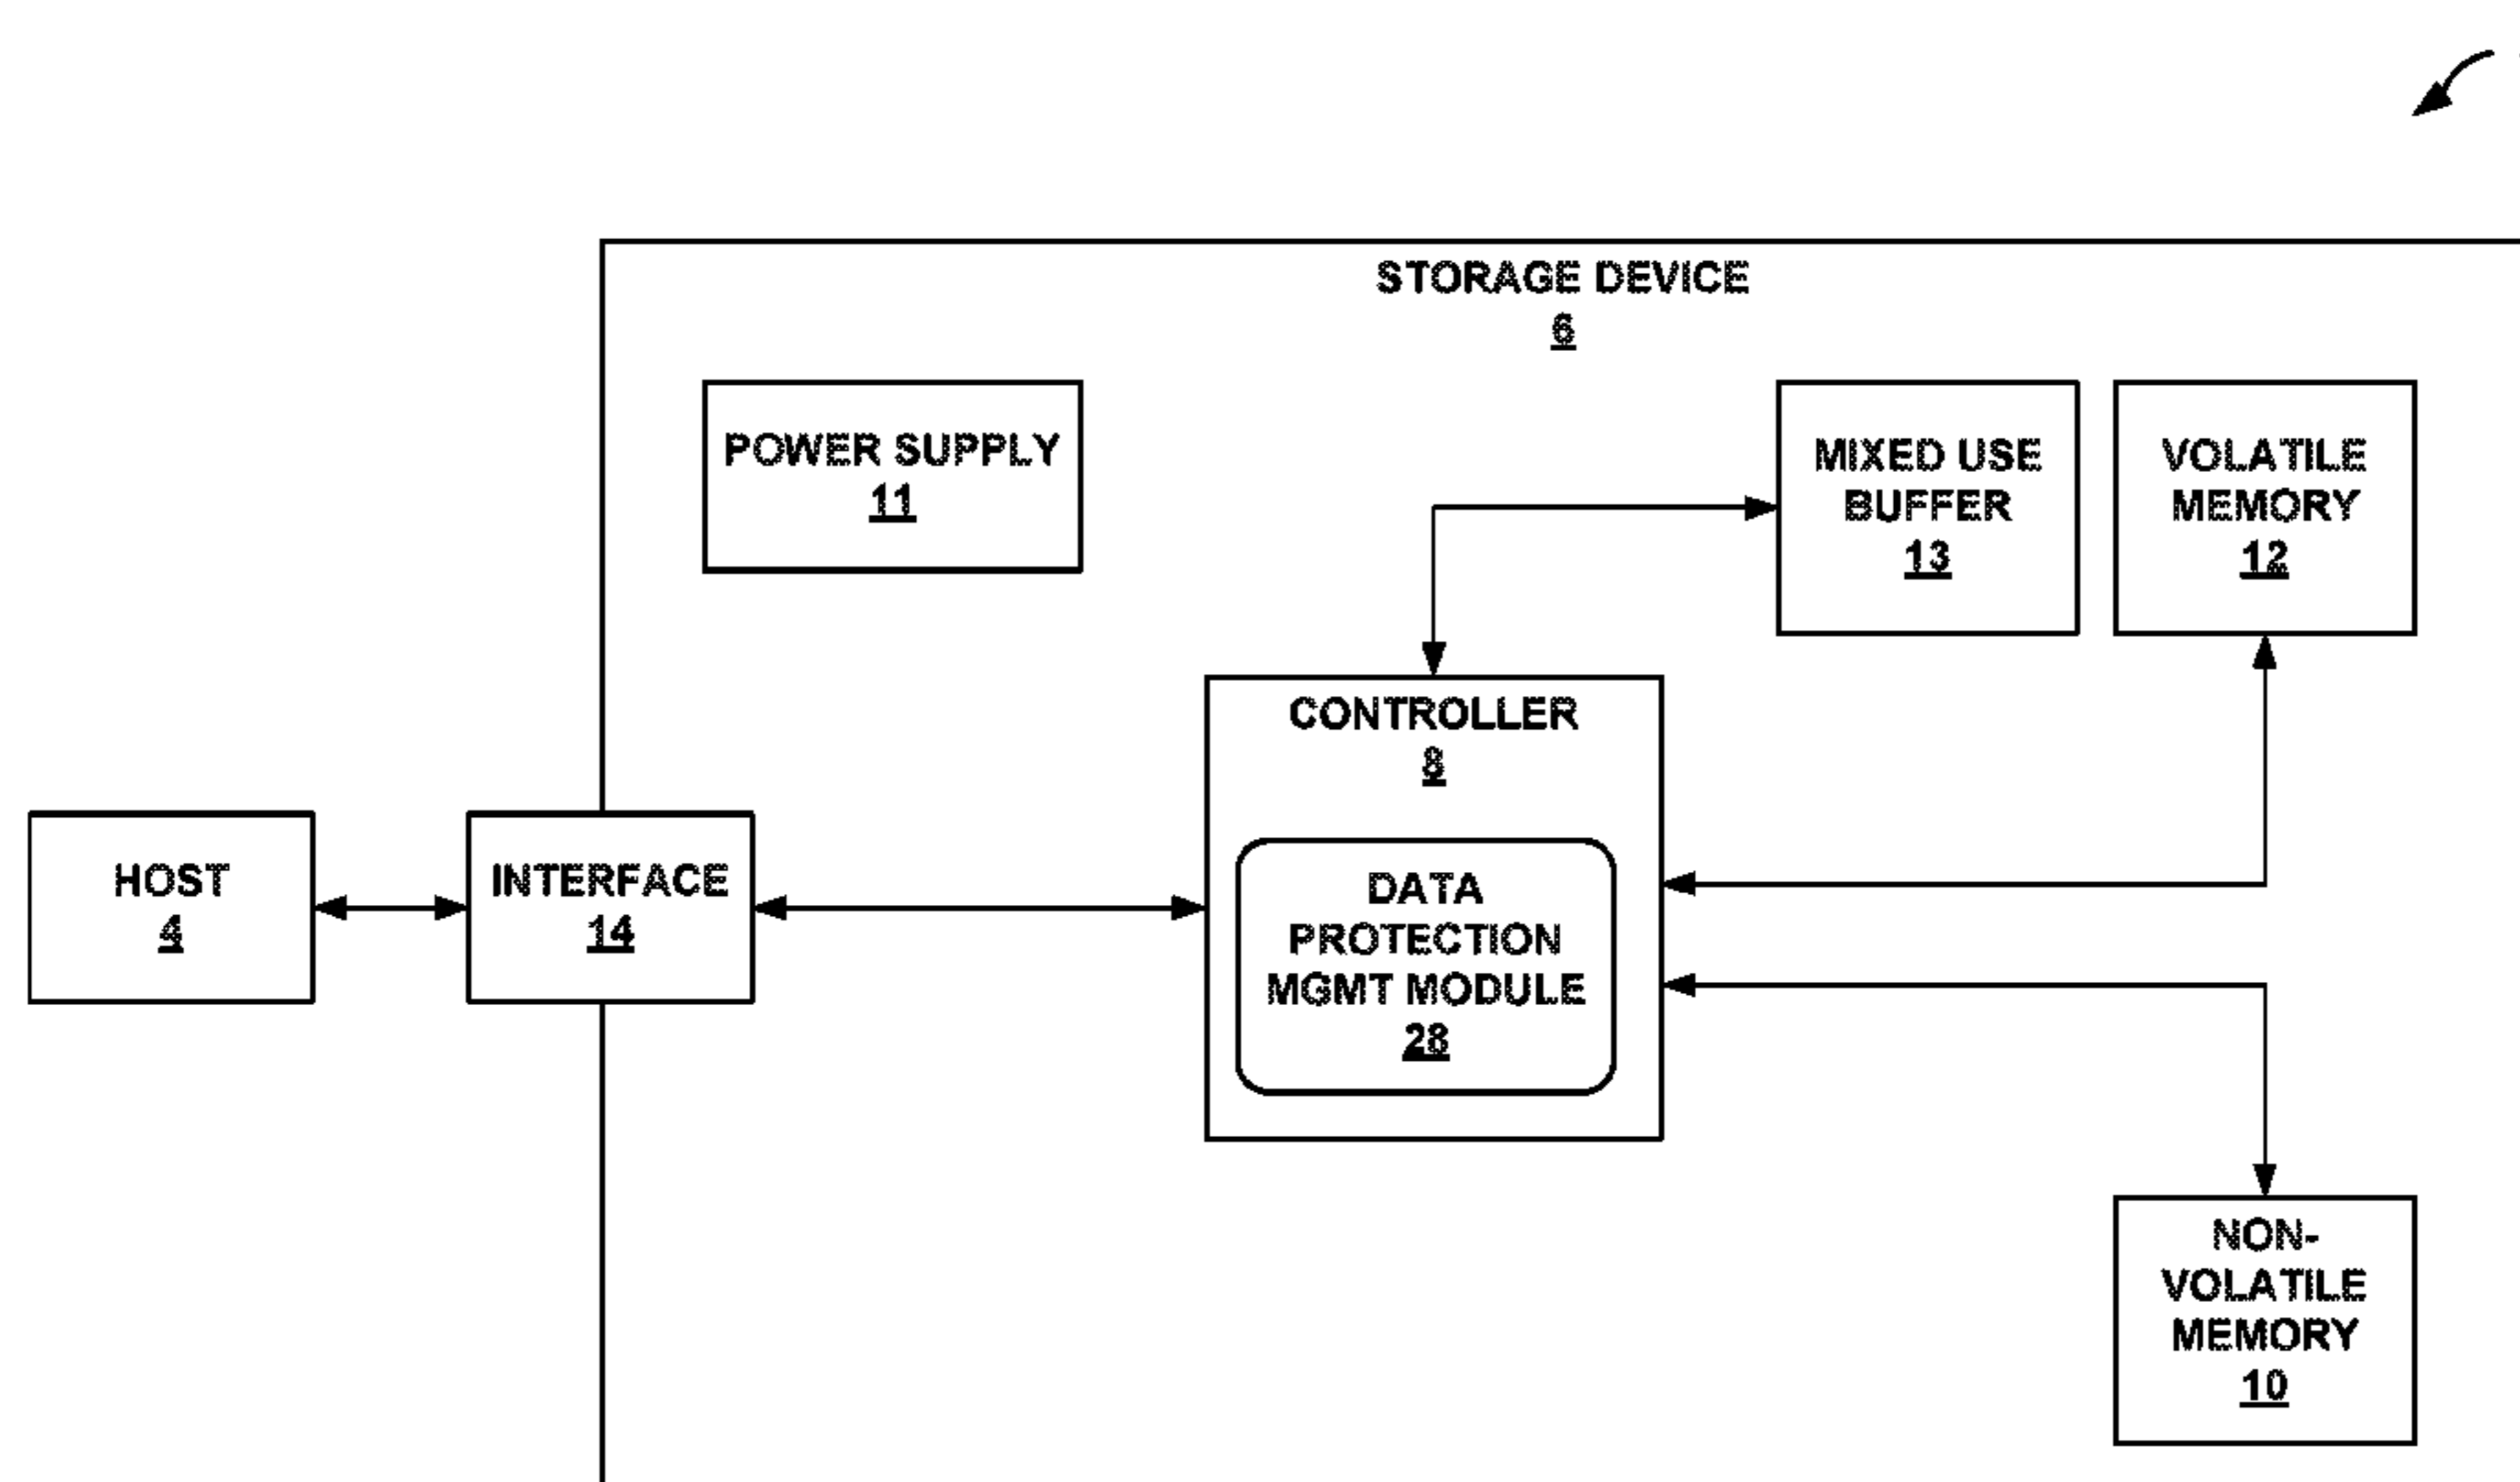 STORAGE DEVICE
6
POWER SUPPLY
11
MIXED USE
BUFFER
13
VOLATILE
MEMORY
12
CONTROLLER
8
HOST
4
INTERFACE
14
DATA
PROTECTION
MGMT MODULE
28
NON-
VOLATILE
MEMORY
10